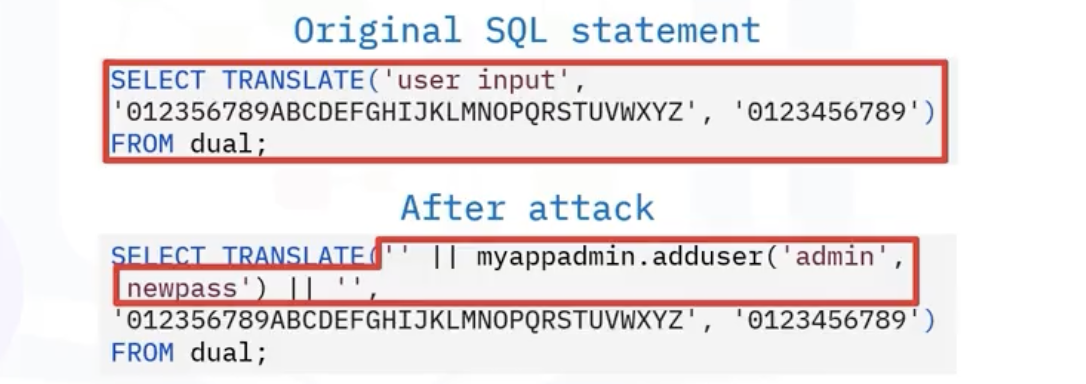 Original SQL statement
SELECT TRANSLATE('user input',
'012356789ABCDEFGHIJKLMNOPQRSTUVWXYZ', '0123456789')
FROM dual;
After attack
SELECT TRANSLATE('' || myappadmin.adduser('admin',
newpass') || '',
'012356789ABCDEFGHIJKLMNOPQRSTUVWXYZ', '0123456789')
FROM dual;